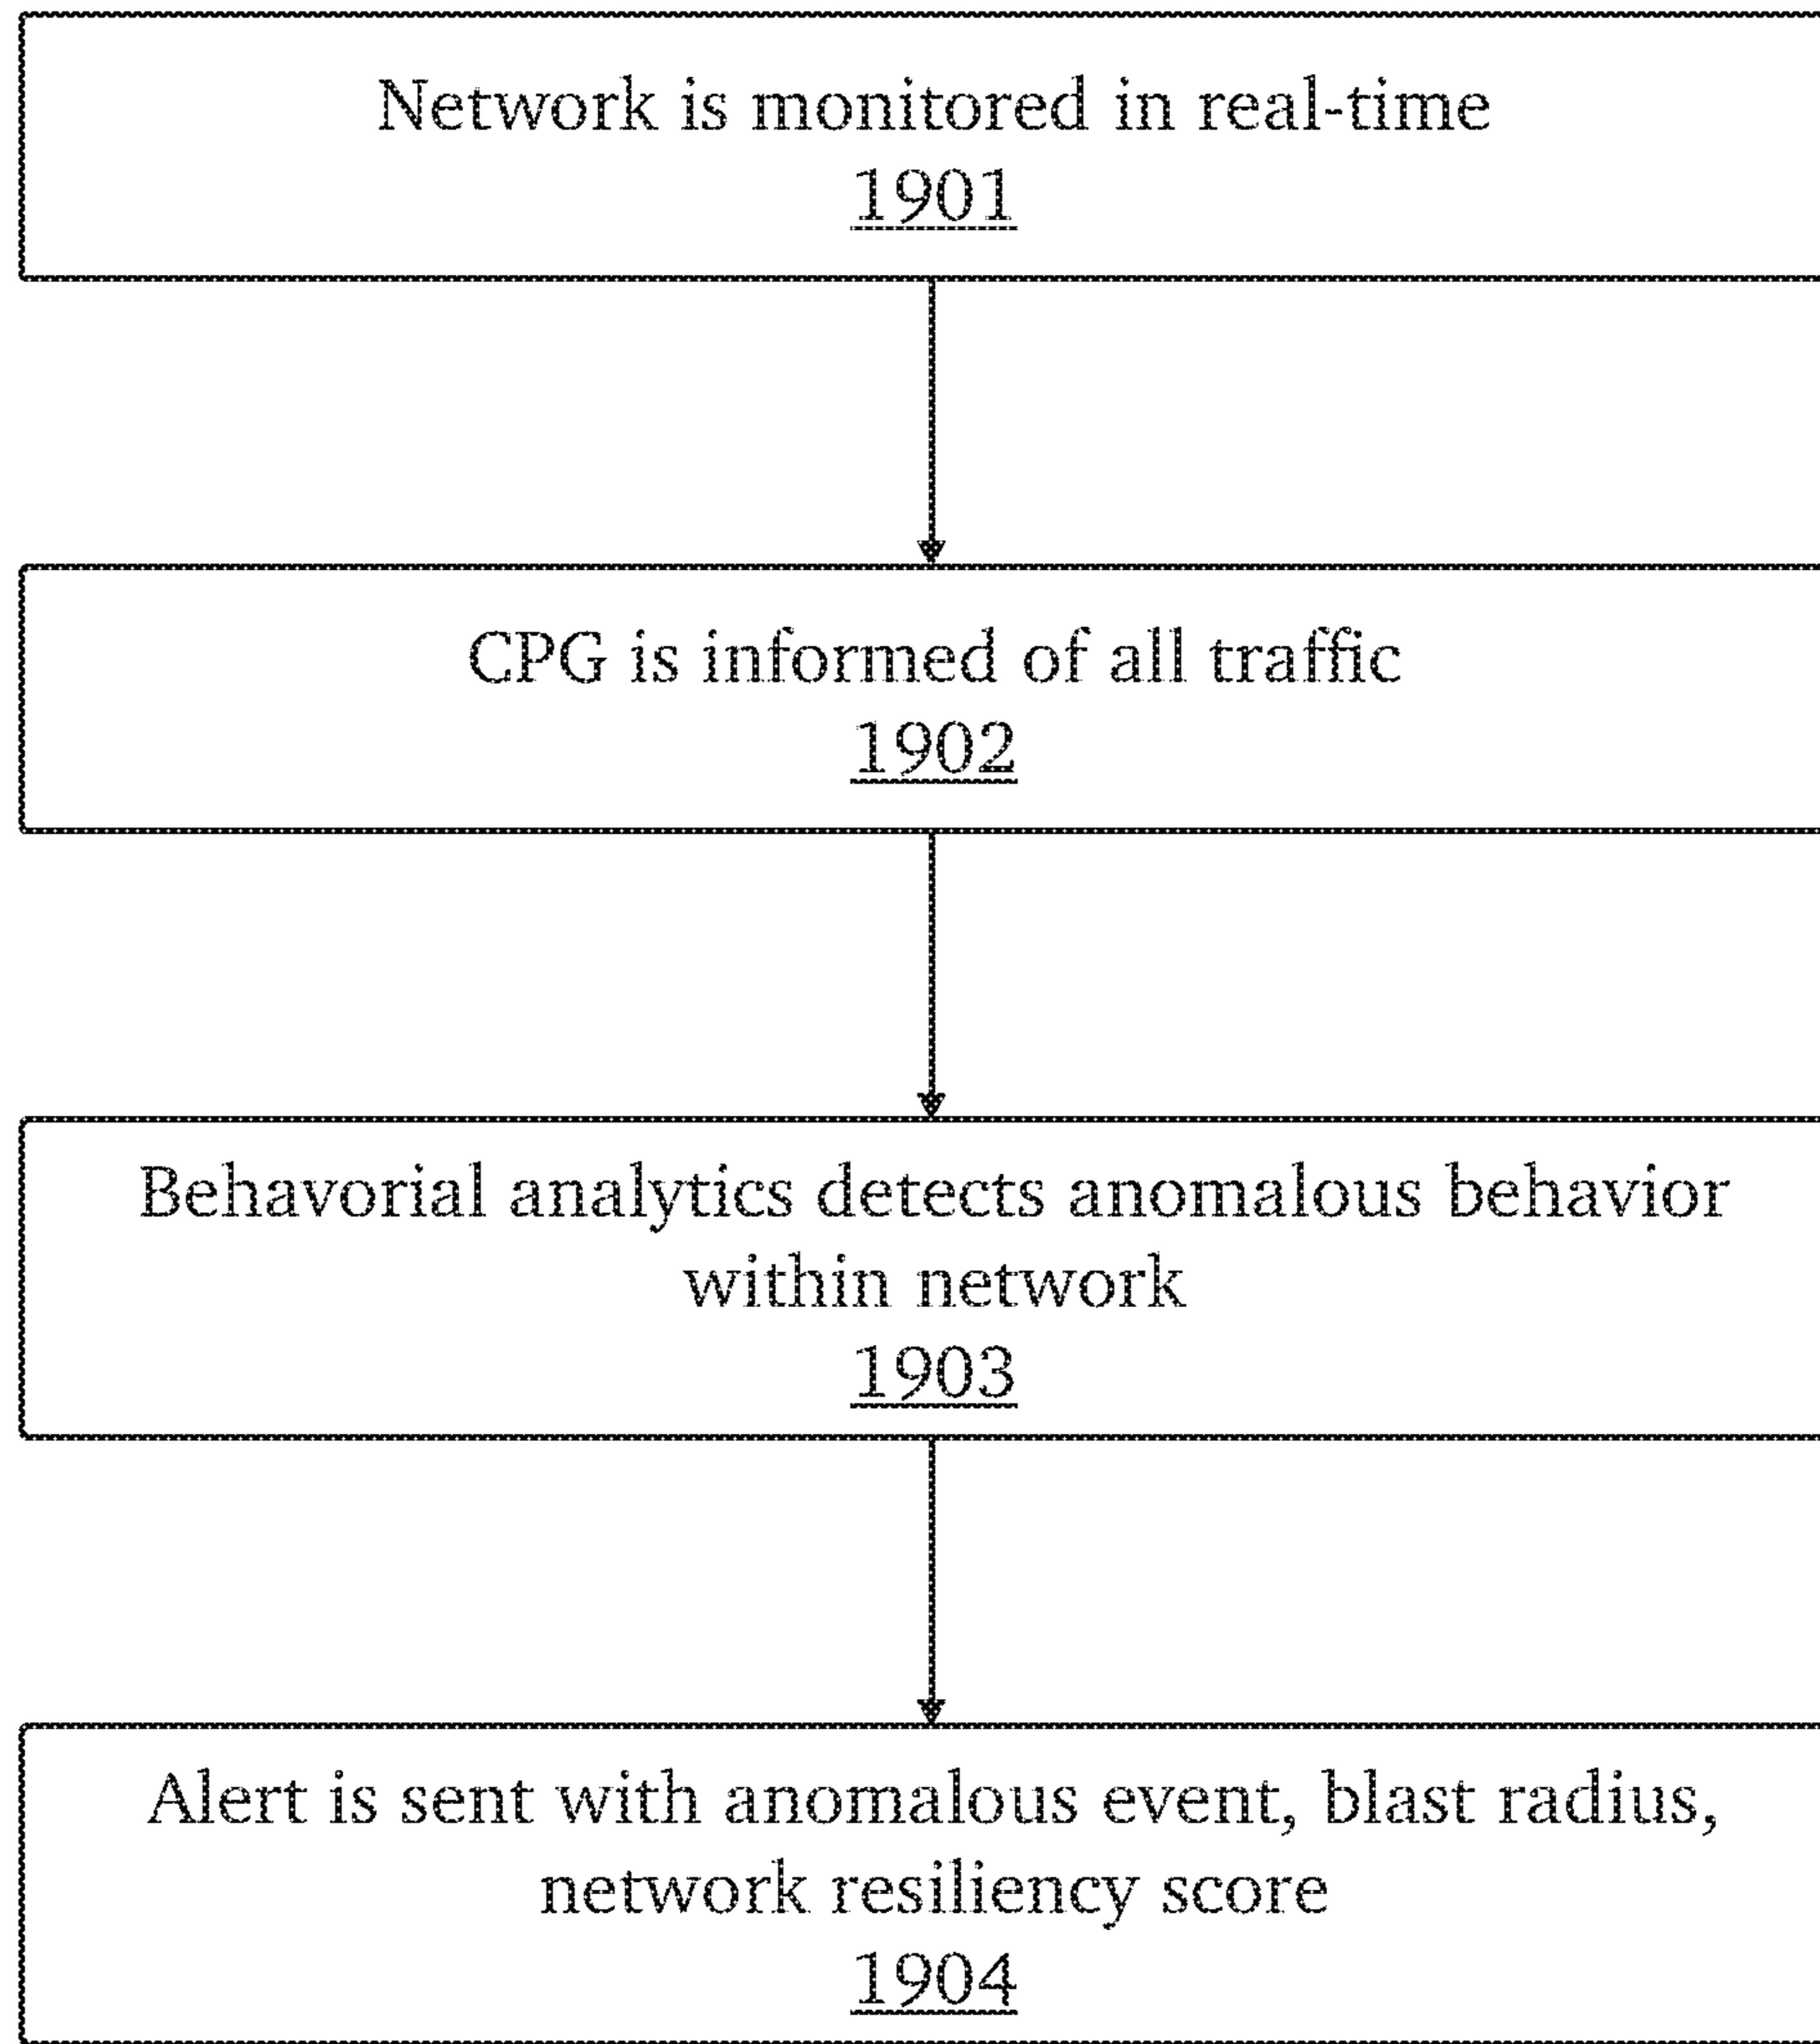 Network is monitored in real-time
1901
CPG is informed of all traffic
1902
Behavorial analytics detects anomalous behavior
within network
1903
Alert is sent with anomalous event, blast radius,
network resiliency score
1904